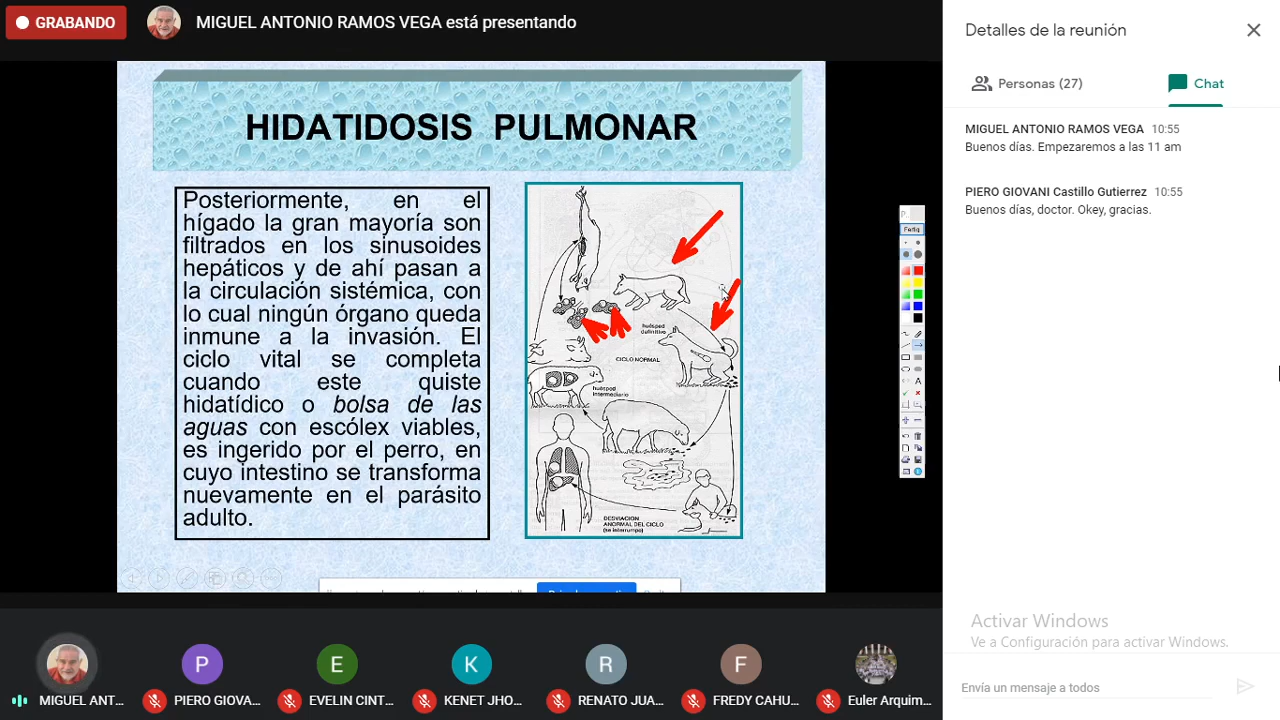 GRABANDO
MIGUEL ANTONIO RAMOS VEGA está presentando
HIDATIDOSIS PULMONAR
Posteriormente, en el
hígado la gran mayoría son
filtrados en los sinusoides
hepáticos y de ahí pasan a
la circulación sistémica, con
lo cual ningún órgano queda
inmune a la invasión. El
ciclo vital se completa
cuando este quiste
hidatídico o bolsa de las
aguas con escólex viables,
es ingerido por el perro, en
cuyo intestino se transforma
nuevamente en el parásito
adulto.
huésped
definitivo
CICLO NORMAL
huésped
intermediario
DESVIACION
ANORMAL DEL CICLO
(se interrumpe)
A
MIGUEL ANT...
P
PIERO GIOVA...
E
EVELIN CINT...
K
KENET JHO...
R
RENATO JUA...
F
FREDY CAHU...
Euler Arquim...
Detalles de la reunión
Personas (27)
Chat
MIGUEL ANTONIO RAMOS VEGA 10:55
Buenos días. Empezaremos a las 11 am
PIERO GIOVANI Castillo Gutierrez 10:55
Buenos días, doctor. Okey, gracias.
Activar Windows
Ve a Configuración para activar Windows.
Envía un mensaje a todos